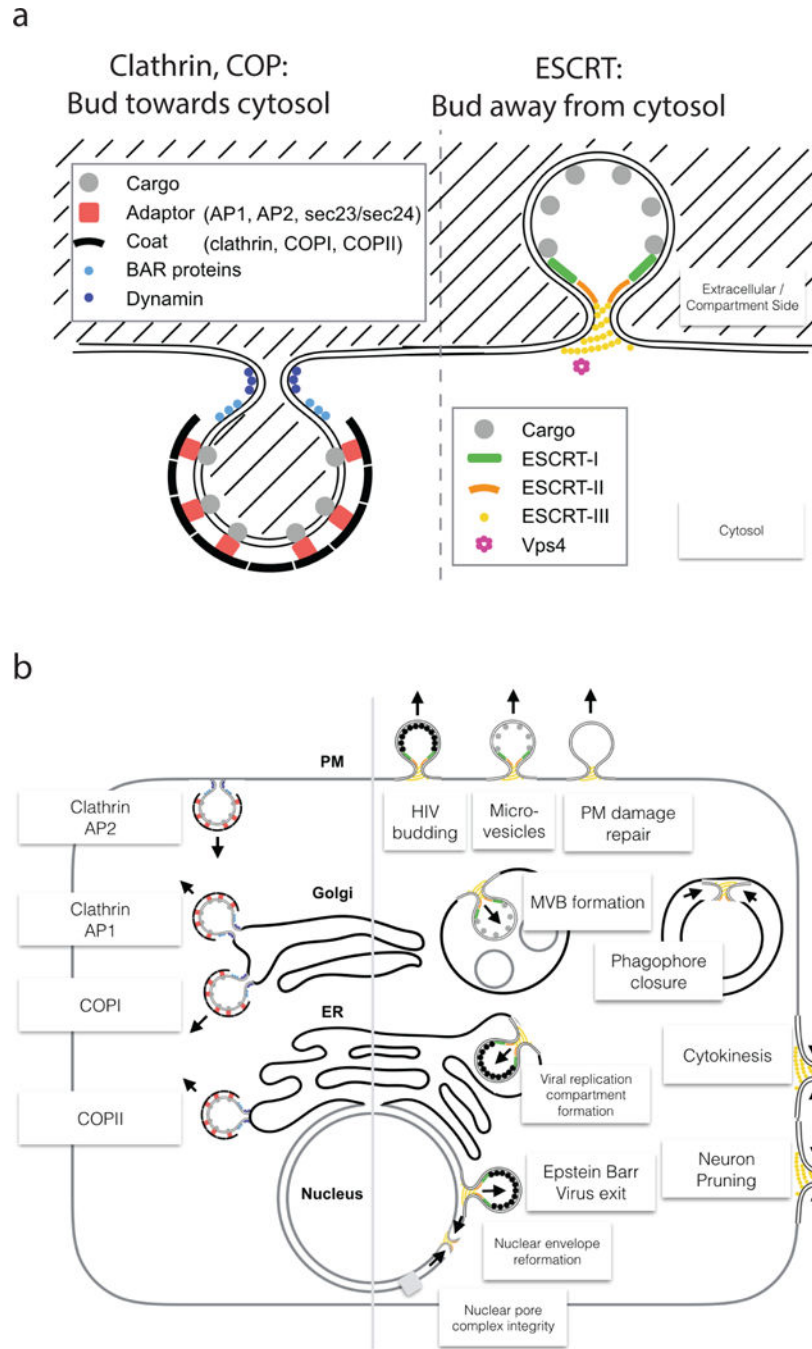 a
Clathrin, COP:
Bud towards cytosol
ESCRT:
Bud away from cytosol
Cargo
Adaptor (AP1, AP2, sec23/sec24)
Coat (clathrin, COPI, COPII)
BAR proteins
Dynamin
Extracellular /
Compartment Side
Cargo
ESCRT-I
ESCRT-II
ESCRT-III
Vps4
Cytosol
b
PM
Clathrin
AP2
HIV
budding
Micro-
vesicles
PM damage
repair
Golgi
Clathrin
AP1
MVB formation
Phagophore
closure
COPI
ER
Cytokinesis
Viral replication
compartment
formation
COPII
Nucleus
Epstein Barr
Virus exit
Neuron
Pruning
Nuclear envelope
reformation
Nuclear pore
complex integrity